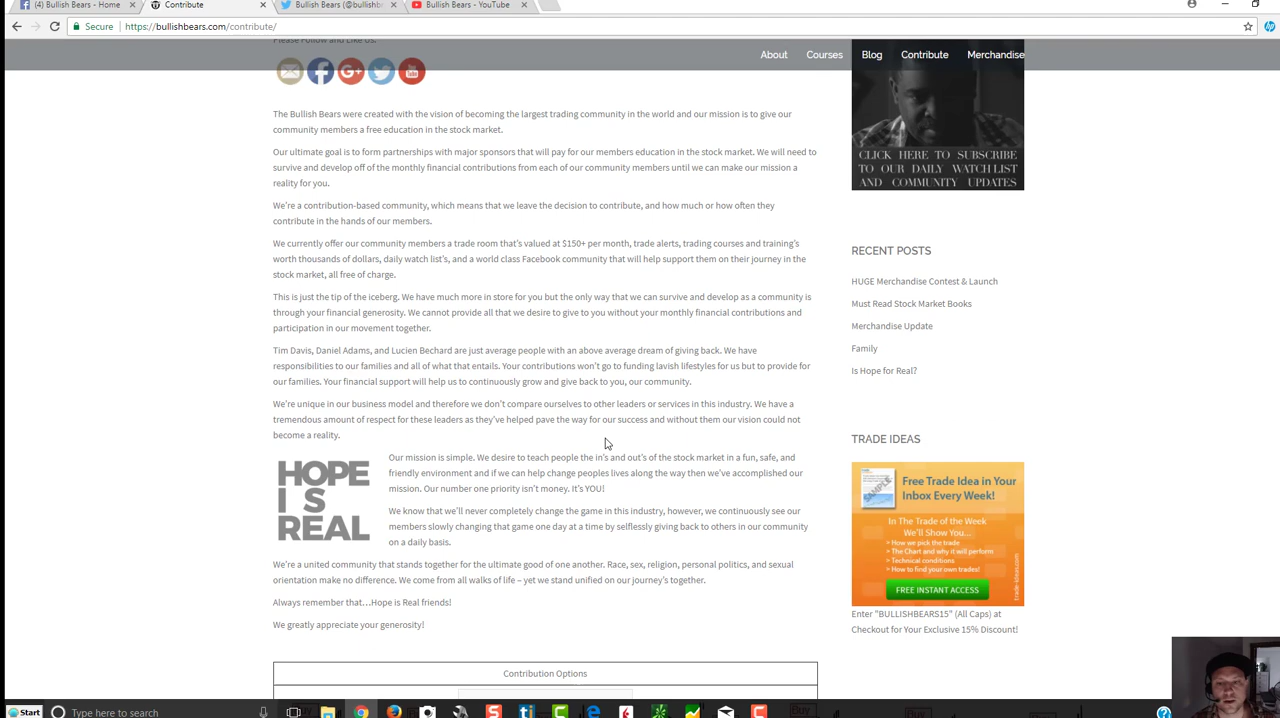 (4) Bullish Bears - Home
Contribute
Bullish Bears (@bullishb
Bullish Bears - YouTube
Secure
https://bullishbears.com/contribute/
Please Follow and Like Us:
About
Courses
Blog
Contribute
Merchandise
The Bullish Bears were created with the vision of becoming the largest trading community in the world and our mission is to give our
community members a free education in the stock market.
Our ultimate goal is to form partnerships with major sponsors that will pay for our members education in the stock market. We will need to
survive and develop off of the monthly financial contributions from each of our community members until we can make our mission a
reality for you.
We're a contribution-based community, which means that we leave the decision to contribute, and how much or how often they
contribute in the hands of our members.
We currently offer our community members a trade room that's valued at $150+ per month, trade alerts, trading courses and training's
worth thousands of dollars, daily watch list's, and a world class Facebook community that will help support them on their journey in the
stock market, all free of charge.
This is just the tip of the iceberg. We have much more in store for you but the only way that we can survive and develop as a community is
through your financial generosity. We cannot provide all that we desire to give to you without your monthly financial contributions and
participation in our movement together.
Tim Davis, Daniel Adams, and Lucien Bechard are just average people with an above average dream of giving back. We have
responsibilities to our families and all of what that entails. Your contributions won't go to funding lavish lifestyles for us but to provide for
our families. Your financial support will help us to continuously grow and give back to you, our community.
We're unique in our business model and therefore we don't compare ourselves to other leaders or services in this industry. We have a
tremendous amount of respect for these leaders as they've helped pave the way for our success and without them our vision could not
become a reality.
HOPE
IS
REAL
Our mission is simple. We desire to teach people the in's and out's of the stock market in a fun, safe, and
friendly environment and if we can help change peoples lives along the way then we've accomplished our
mission. Our number one priority isn't money. It's YOU!
We know that we'll never completely change the game in this industry, however, we continuously see our
members slowly changing that game one day at a time by selflessly giving back to others in our community
on a daily basis.
We're a united community that stands together for the ultimate good of one another. Race, sex, religion, personal politics, and sexual
orientation make no difference. We come from all walks of life – yet we stand unified on our journey's together.
Always remember that…Hope is Real friends!
We greatly appreciate your generosity!
Contribution Options
CLICK HERE TO SUBSCRIBE
TO OUR DAILY WATCH LIST
AND COMMUNITY UPDATES
RECENT POSTS
HUGE Merchandise Contest & Launch
Must Read Stock Market Books
Merchandise Update
Family
Is Hope for Real?
TRADE IDEAS
SAMPLE
Free Trade Idea in Your
Inbox Every Week!
In The Trade of the Week
We'll Show You...
• How we pick the trade
• The Chart and why it will perform
• Technical conditions
• How to find your own trades!
FREE INSTANT ACCESS
trade-ideas.com
Enter "BULLISHBEARS15" (All Caps) at
Checkout for Your Exclusive 15% Discount!
Start
Type here to search